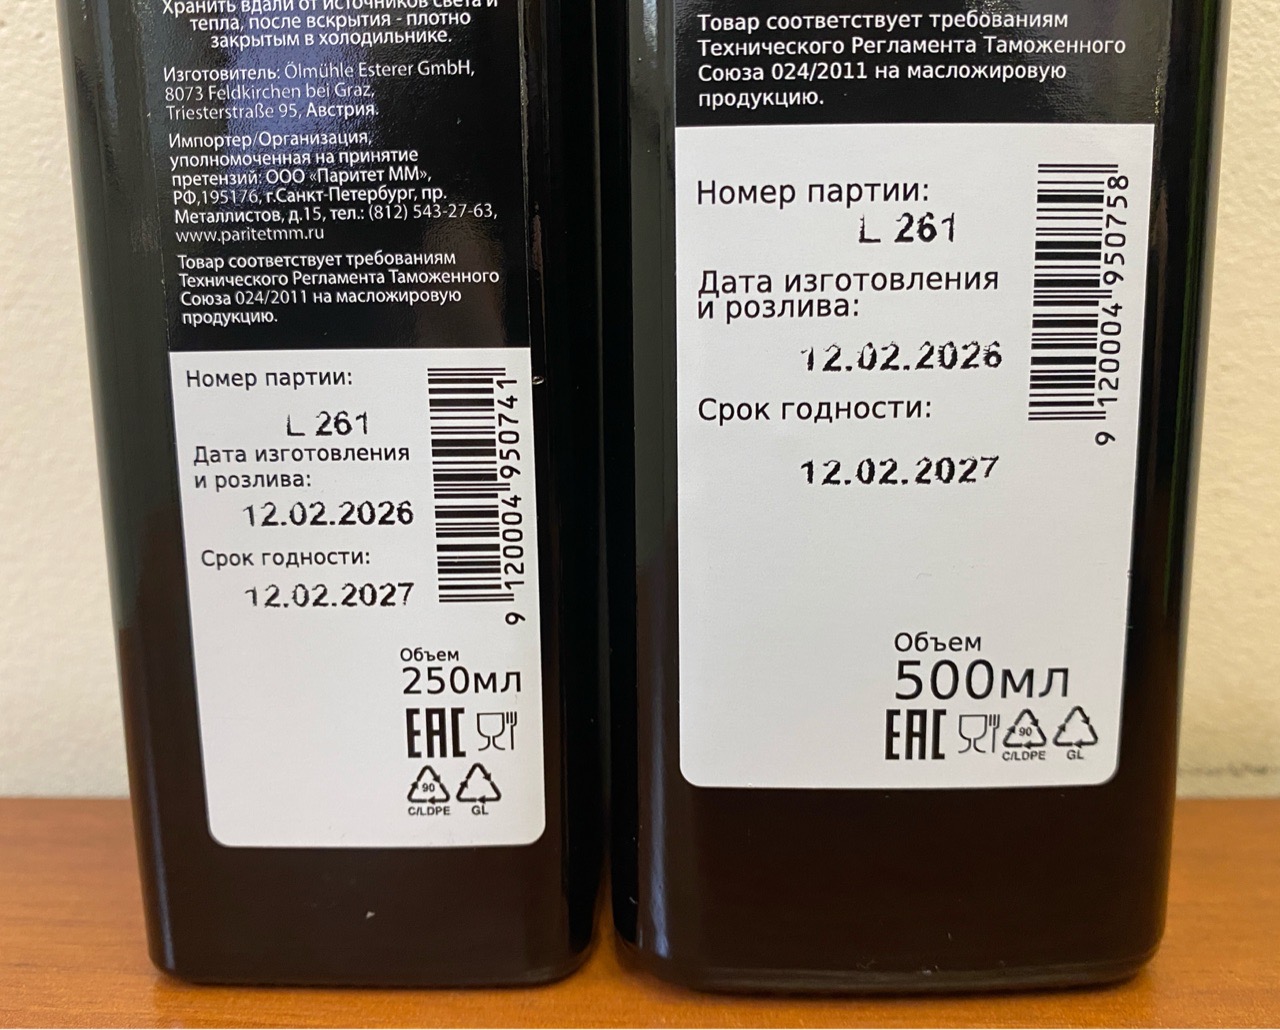 Хранить вдали от источников света и
тепла, после вскрытия - плотно
закрытым в холодильнике.
Изготовитель: Ölmühle Esterer GmbH,
8073 Feldkirchen bei Graz,
Triesterstraße 95, Австрия.
Импортер/Организация,
уполномоченная на принятие
претензий: ООО «Паритет ММ»,
РФ,195176, г.Санкт-Петербург, пр.
Металлистов, д.15, тел.: (812) 543-27-63,
www.paritetmm.ru
Товар соответствует требованиям
Технического Регламента Таможенного
Союза 024/2011 на масложировую
продукцию.
Номер партии:
L 261
Дата изготовления
и розлива:
12.02.2026
Срок годности:
12.02.2027
9 120004 950741
Объем
250мл
EAC
90
C/LDPE
GL
Товар соответствует требованиям
Технического Регламента Таможенного
Союза 024/2011 на масложировую
продукцию.
Номер партии:
L 261
Дата изготовления
и розлива:
12.02.2026
Срок годности:
12.02.2027
9 120004 950758
Объем
500мл
EAC
90
C/LDPE
GL